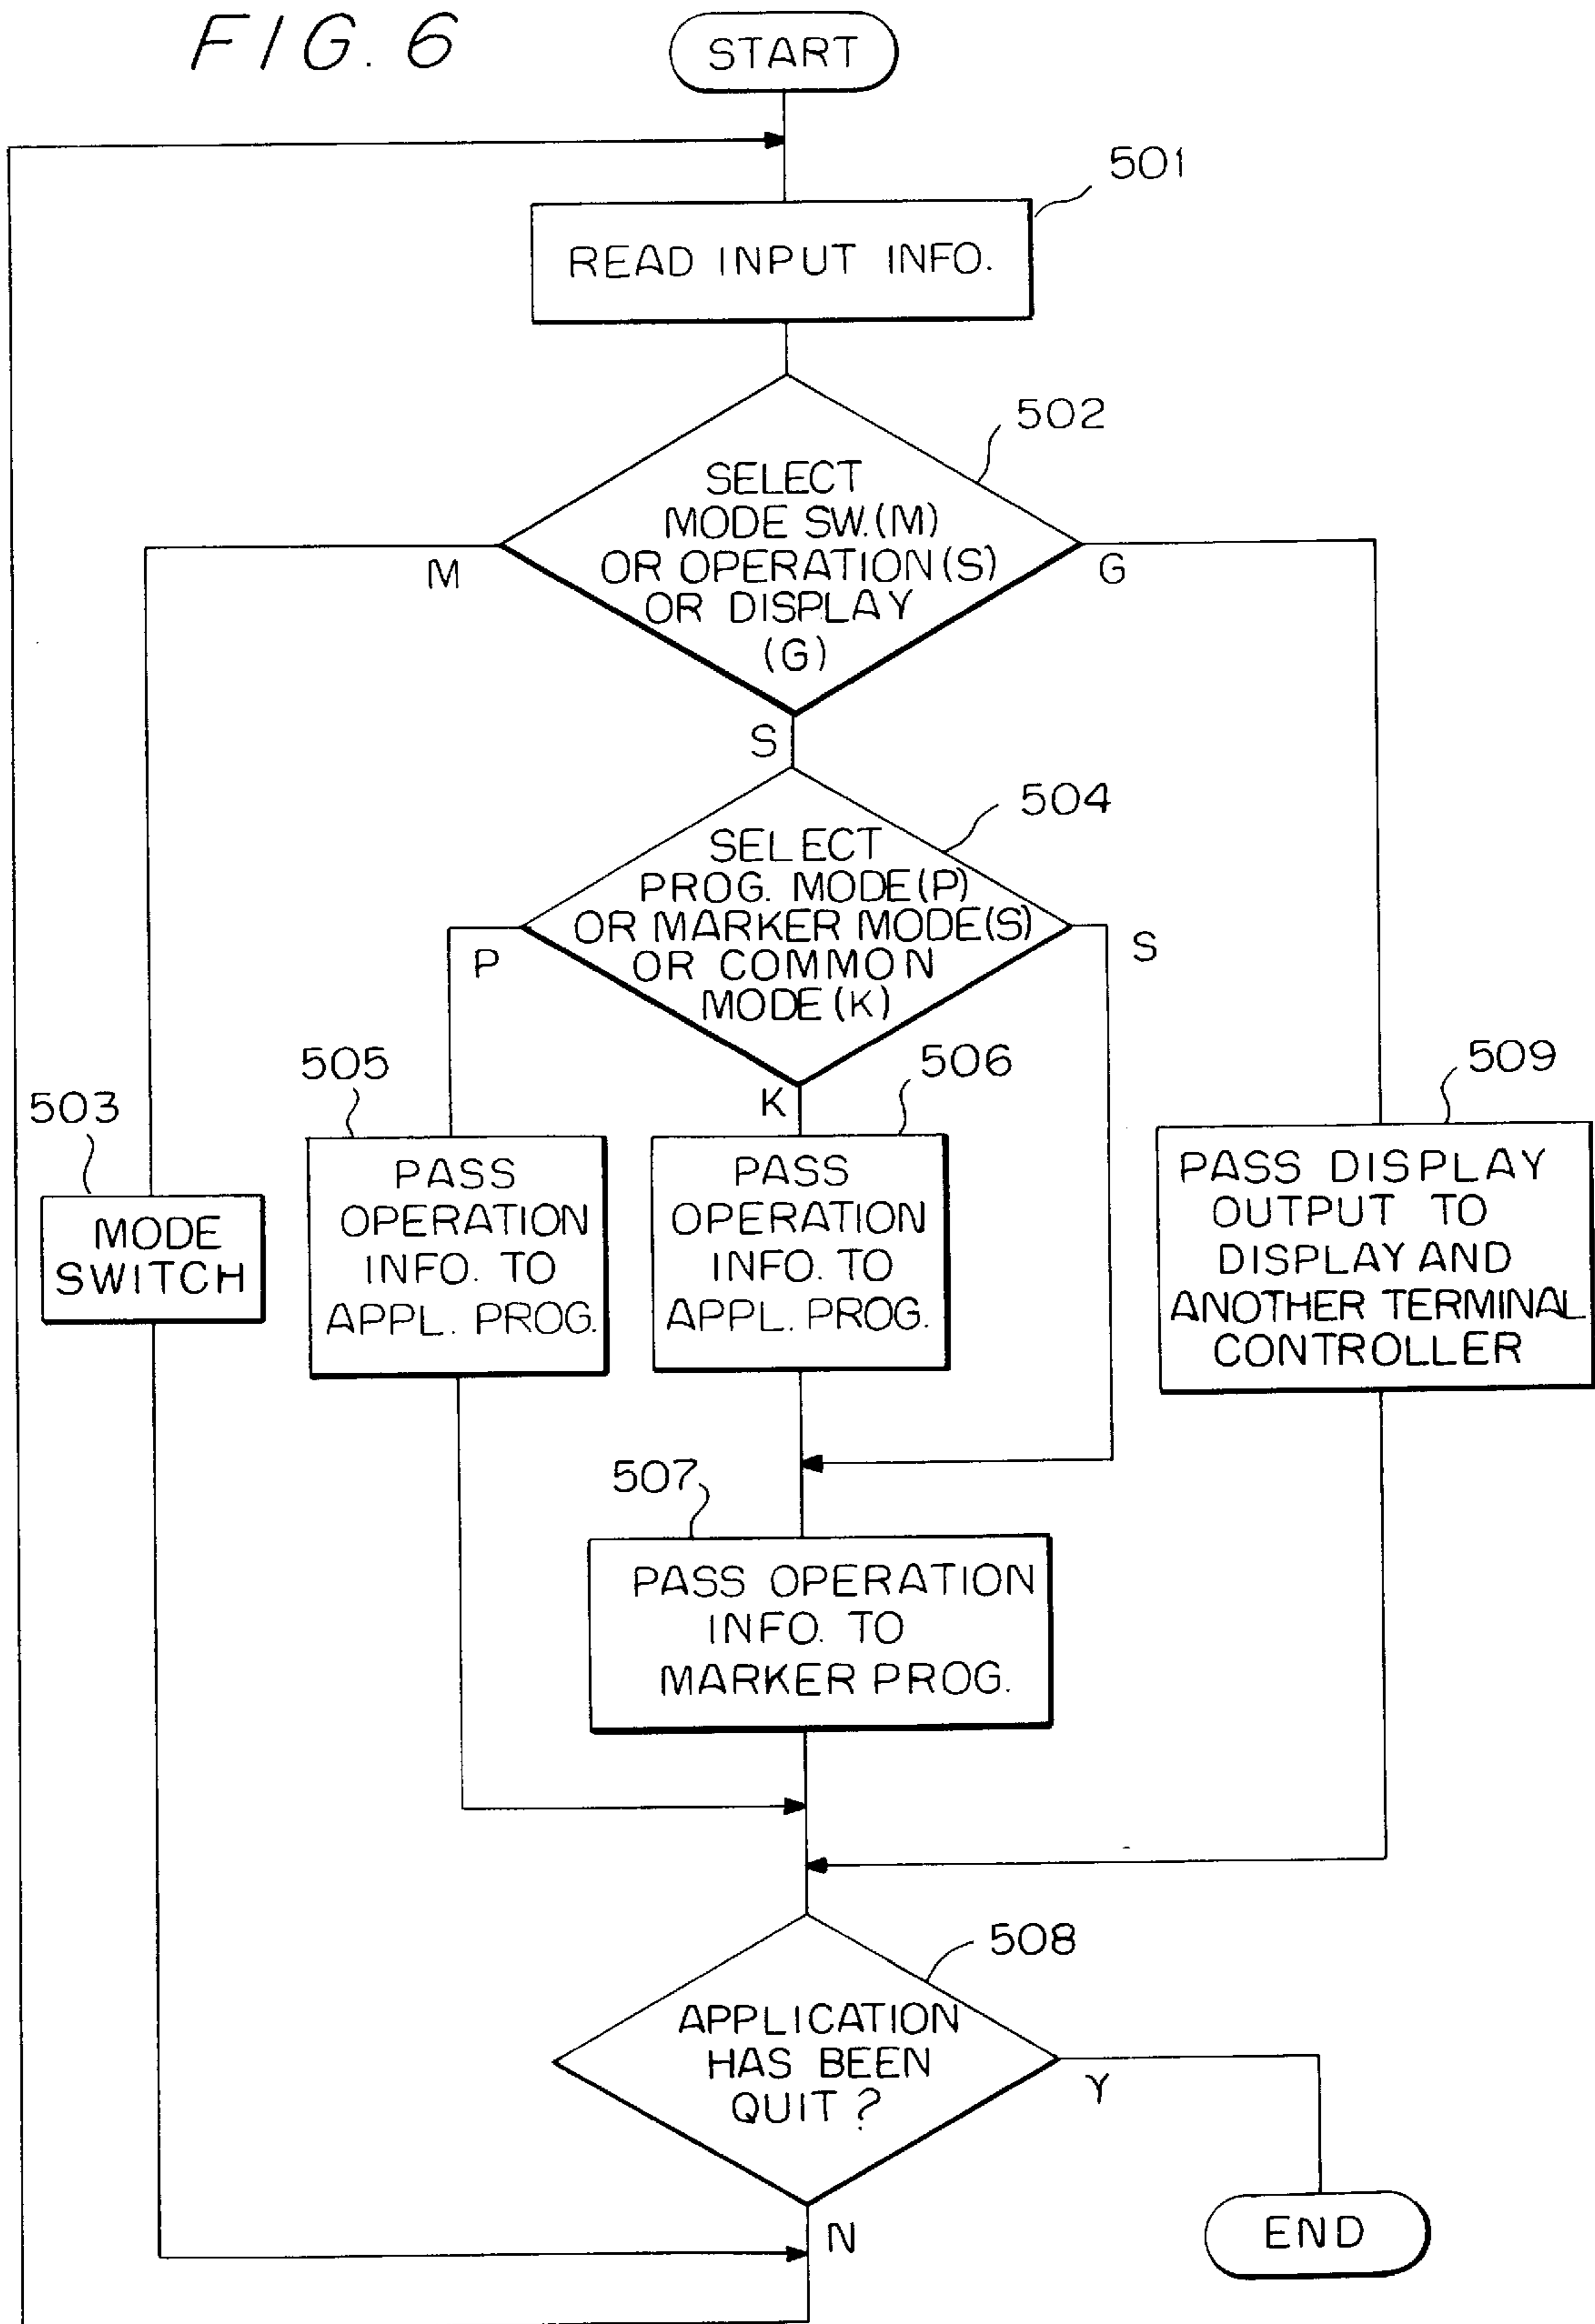 FIG. 6
START
501
READ INPUT INFO.
502
SELECT
MODE SW.(M)
OR OPERATION(S)
OR DISPLAY
(G)
M
G
S
504
SELECT
PROG. MODE(P)
OR MARKER MODE(S)
OR COMMON
MODE(K)
P
S
K
503
MODE
SWITCH
505
PASS
OPERATION
INFO. TO
APPL. PROG.
506
PASS
OPERATION
INFO. TO
APPL. PROG.
509
PASS DISPLAY
OUTPUT TO
DISPLAY AND
ANOTHER TERMINAL
CONTROLLER
507
PASS OPERATION
INFO. TO
MARKER PROG.
508
APPLICATION
HAS BEEN
QUIT?
Y
N
END